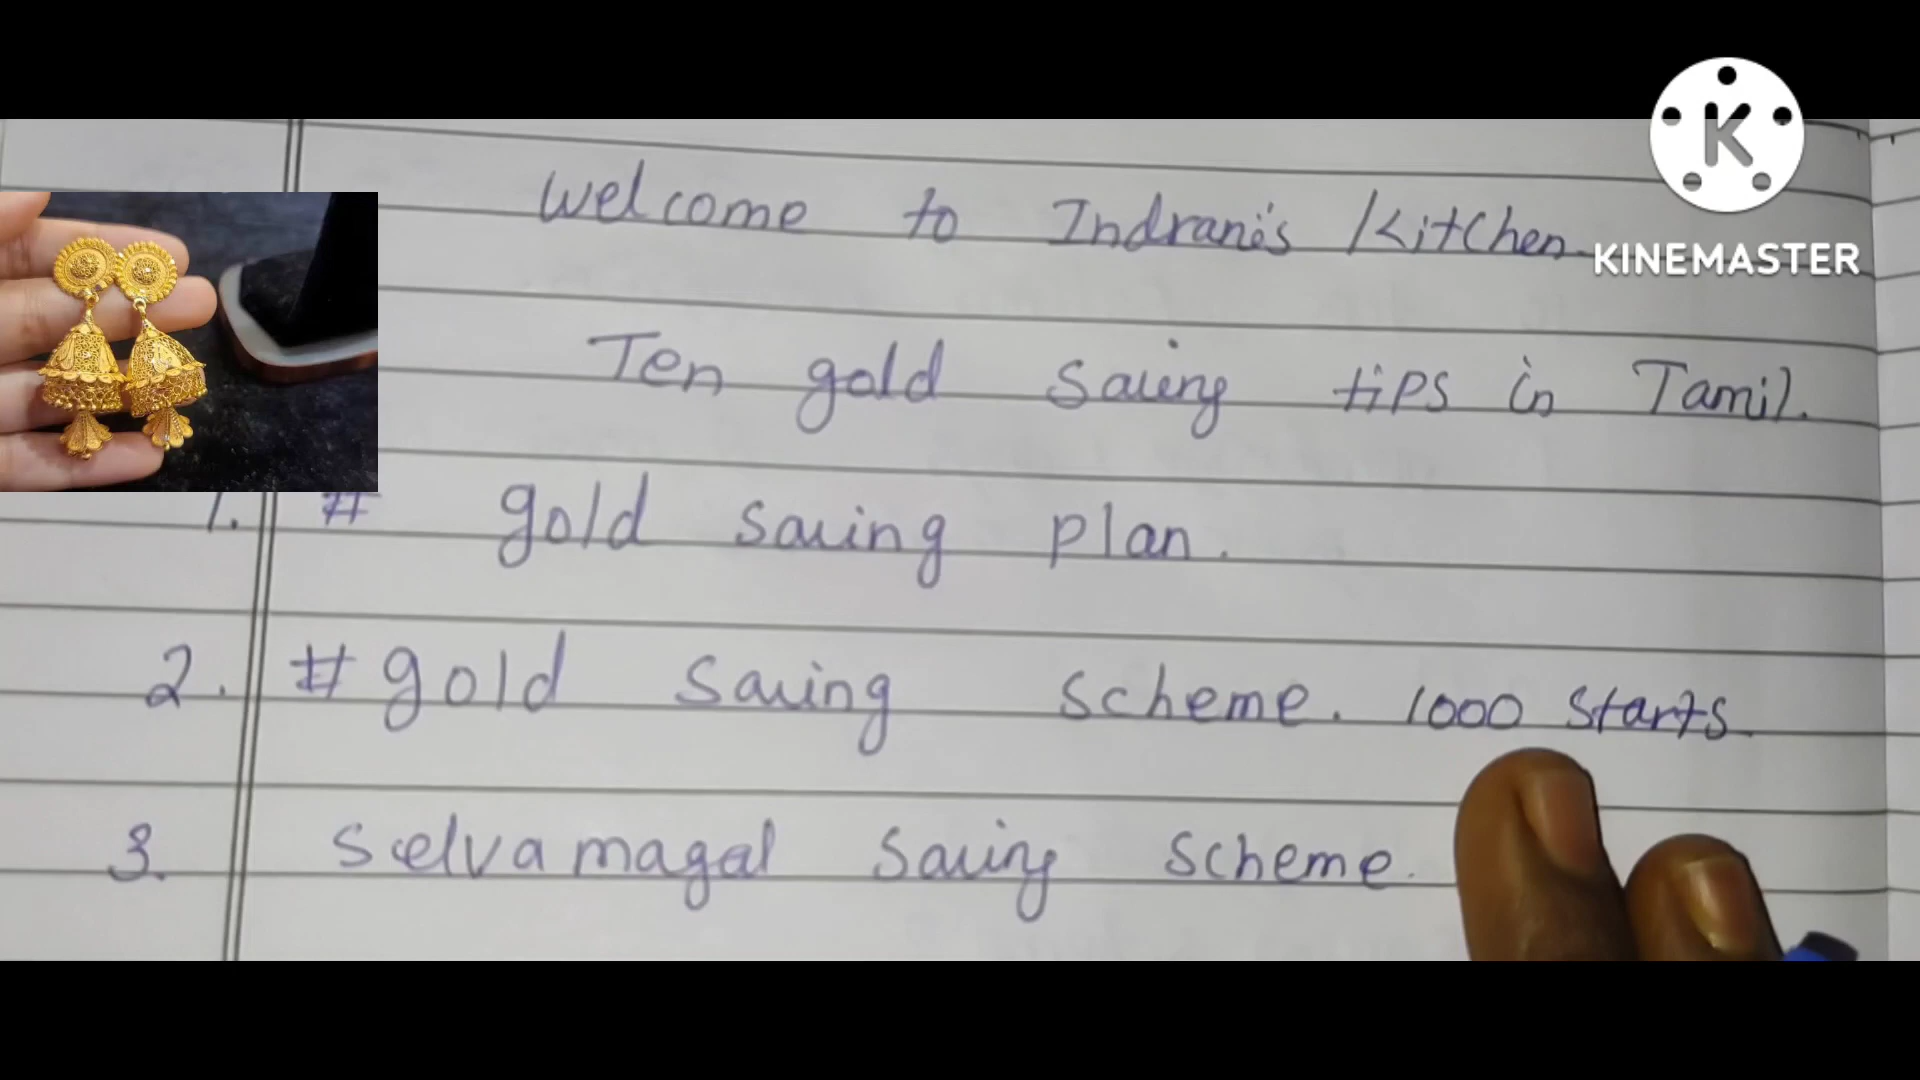 Welcome to Indrani's Kitchen.
Ten gold saving tips in Tamil.
1. # gold saving plan.
2. # gold saving scheme. 1000 starts
3. selvamagal saving scheme.
K
KINEMASTER